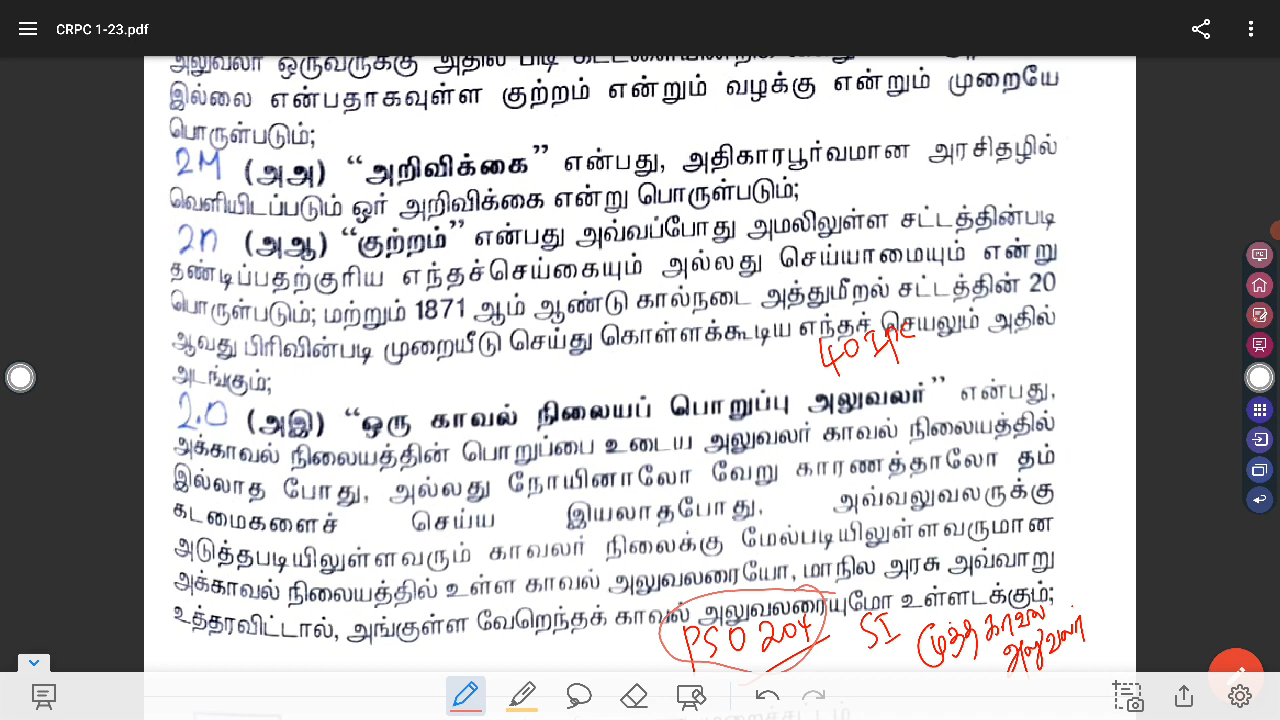 CRPC 1-23.pdf
அலுவலர் ஒருவருக்கு அதில்
இல்லை என்பதாகவுள்ள குற்றம் என்றும் வழக்கு என்றும் முறையே
பொருள்படும்;
2M (அஅ) “அறிவிக்கை” என்பது, அதிகாரபூர்வமான அரசிதழில்
வெளியிடப்படும் ஓர் அறிவிக்கை என்று பொருள்படும்;
2n (அஆ) “குற்றம்” என்பது அவ்வப்போது அமலிலுள்ள சட்டத்தின்படி
தண்டிப்பதற்குரிய எந்தச்செய்கையும் அல்லது செய்யாமையும் என்று
பொருள்படும்; மற்றும் 1871 ஆம் ஆண்டு கால்நடை அத்துமீறல் சட்டத்தின் 20
ஆவது பிரிவின்படி முறையீடு செய்து கொள்ளக்கூடிய எந்தச் செயலும் அதில்
40 IPC
அடங்கும்;
2.0 (அஇ) “ஒரு காவல் நிலையப் பொறுப்பு அலுவலர்” என்பது,
அக்காவல் நிலையத்தின் பொறுப்பை உடைய அலுவலர் காவல் நிலையத்தில்
இல்லாத போது, அல்லது நோயினாலோ வேறு காரணத்தாலோ தம்
கடமைகளைச் செய்ய இயலாதபோது, அவ்வலுவலருக்கு
அடுத்தபடியிலுள்ளவரும் காவலர் நிலைக்கு மேல்படியிலுள்ளவருமான
அக்காவல் நிலையத்தில் உள்ள காவல் அலுவலரையோ, மாநில அரசு அவ்வாறு
உத்தரவிட்டால், அங்குள்ள வேறெந்தக் காவல் அலுவலரையுமோ உள்ளடக்கும்;
PSO 204 SI மூத்த காவல்
அலுவலர்